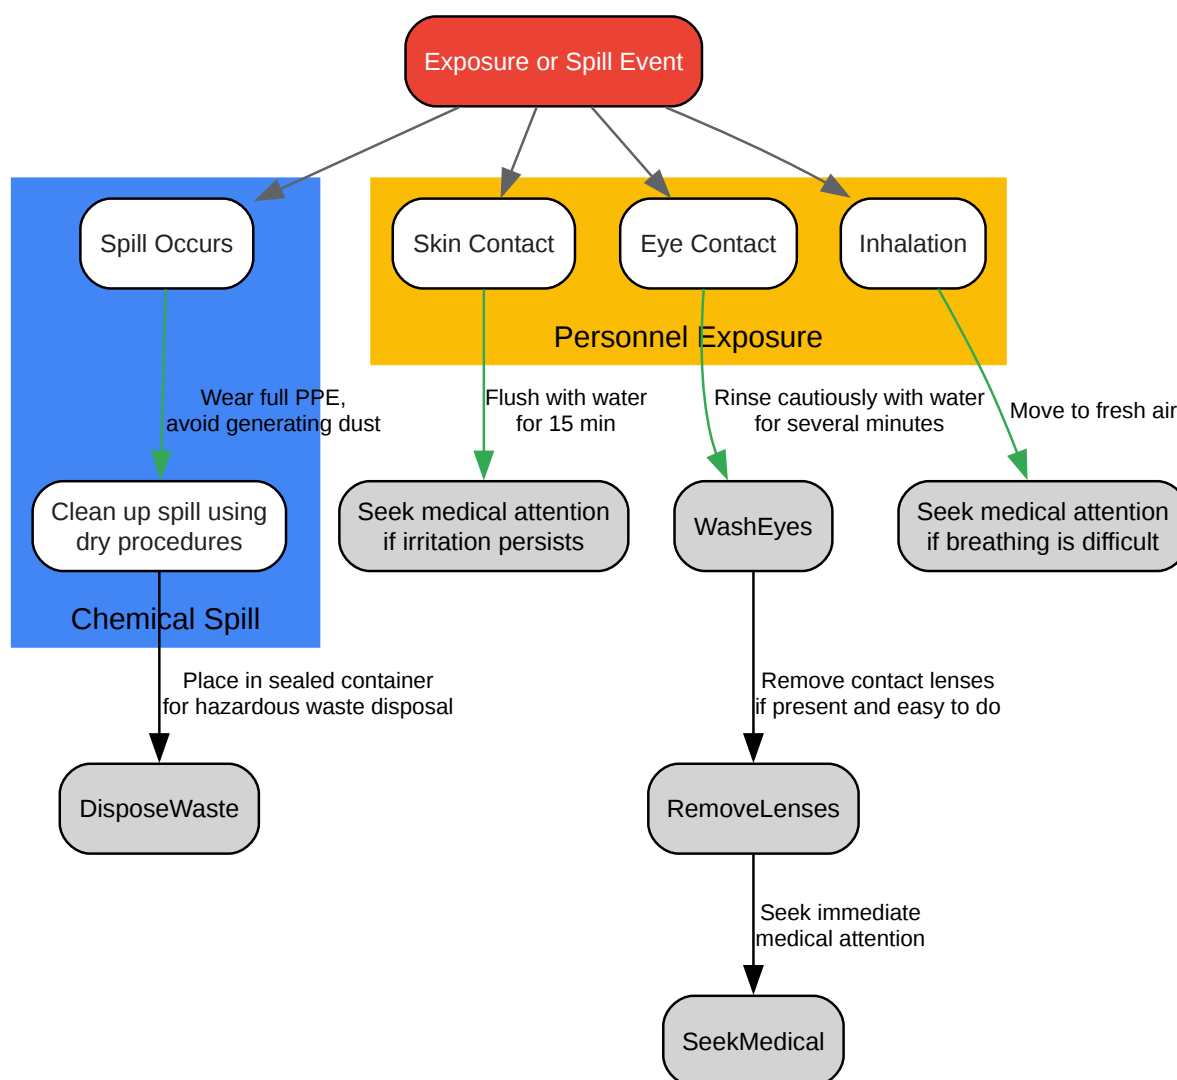 Exposure or Spill Event
Spill Occurs
Skin Contact
Eye Contact
Inhalation
Personnel Exposure
Wear full PPE,
avoid generating dust
Flush with water
for 15 min
Rinse cautiously with water
for several minutes
Move to fresh air
Clean up spill using
dry procedures
Seek medical attention
if irritation persists
WashEyes
Seek medical attention
if breathing is difficult
Chemical Spill
Place in sealed container
for hazardous waste disposal
Remove contact lenses
if present and easy to do
DisposeWaste
RemoveLenses
Seek immediate
medical attention
SeekMedical